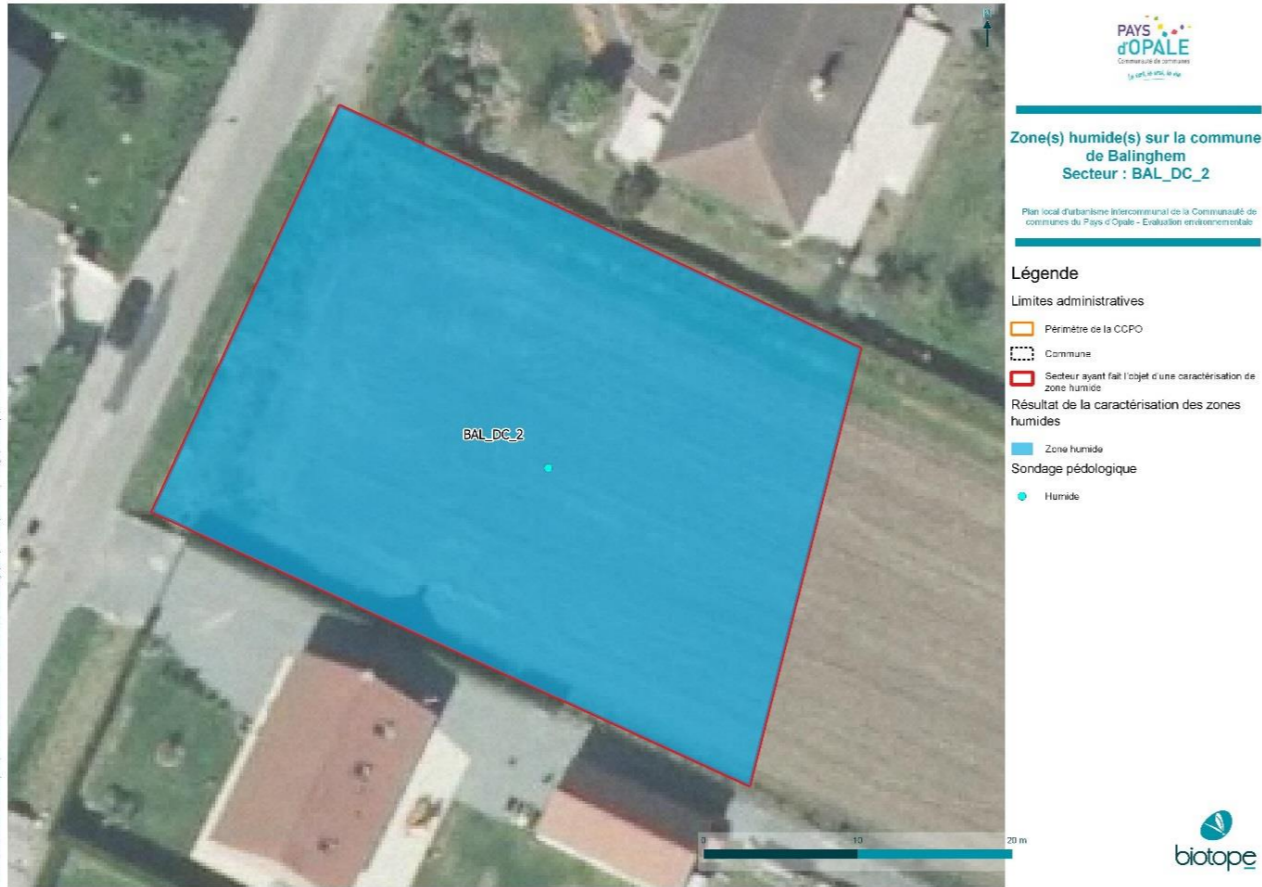 N
PAYS
d'OPALE
Communauté de communes
Zone(s) humide(s) sur la commune
de Balinghem
Secteur : BAL_DC_2
Plan local d'urbanisme intercommunal de la Communauté de
communes du Pays d'Opale - Evaluation environnementale
Légende
Limites administratives
Périmètre de la CCPO
Commune
Secteur ayant fait l'objet d'une caractérisation de
zone humide
Résultat de la caractérisation des zones
humides
Zone humide
Sondage pédologique
Humide
BAL_DC_2
0 10 20 m
biotope